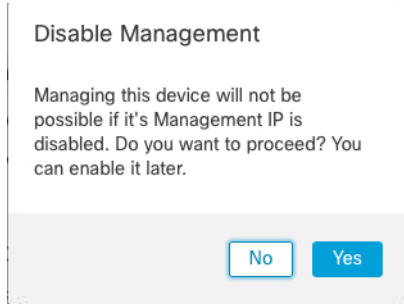 Disable Management
Managing this device will not be
possible if it's Management IP is
disabled. Do you want to proceed? You
can enable it later.
No
Yes